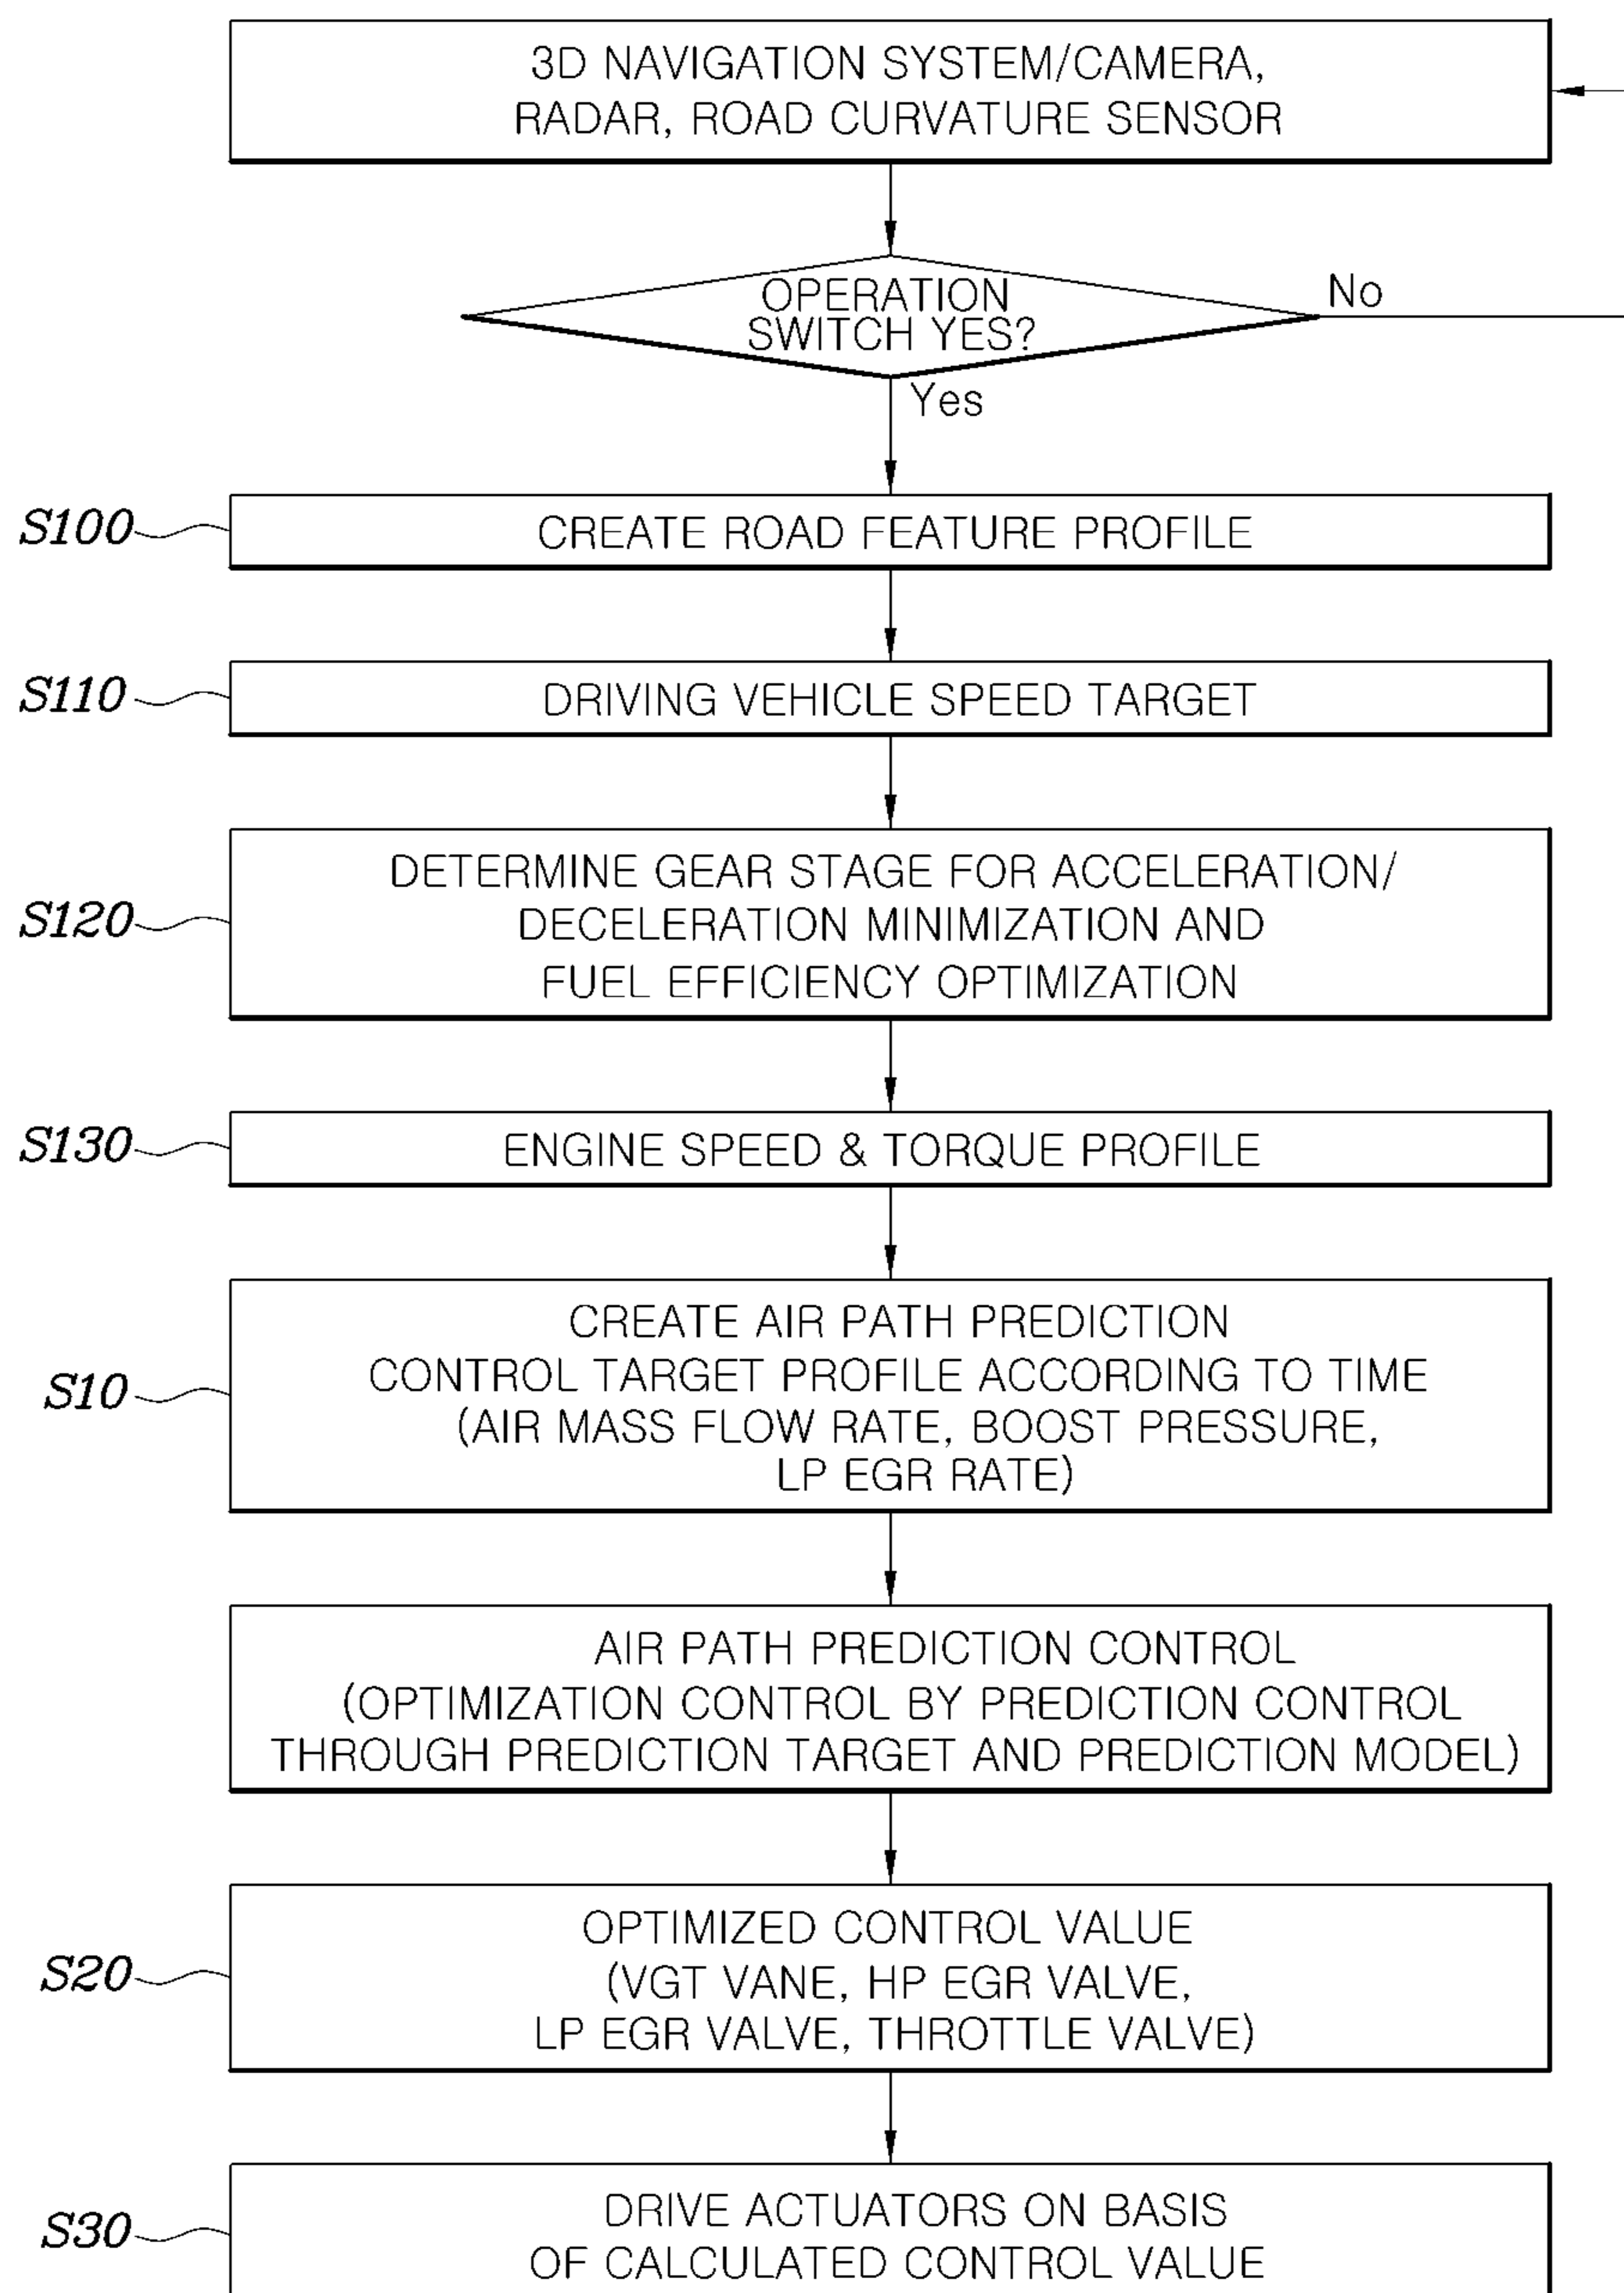 3D NAVIGATION SYSTEM/CAMERA,
RADAR, ROAD CURVATURE SENSOR
OPERATION
SWITCH YES?
No
Yes
S100
CREATE ROAD FEATURE PROFILE
S110
DRIVING VEHICLE SPEED TARGET
S120
DETERMINE GEAR STAGE FOR ACCELERATION/
DECELERATION MINIMIZATION AND
FUEL EFFICIENCY OPTIMIZATION
S130
ENGINE SPEED & TORQUE PROFILE
S10
CREATE AIR PATH PREDICTION
CONTROL TARGET PROFILE ACCORDING TO TIME
(AIR MASS FLOW RATE, BOOST PRESSURE,
LP EGR RATE)
AIR PATH PREDICTION CONTROL
(OPTIMIZATION CONTROL BY PREDICTION CONTROL
THROUGH PREDICTION TARGET AND PREDICTION MODEL)
S20
OPTIMIZED CONTROL VALUE
(VGT VANE, HP EGR VALVE,
LP EGR VALVE, THROTTLE VALVE)
S30
DRIVE ACTUATORS ON BASIS
OF CALCULATED CONTROL VALUE